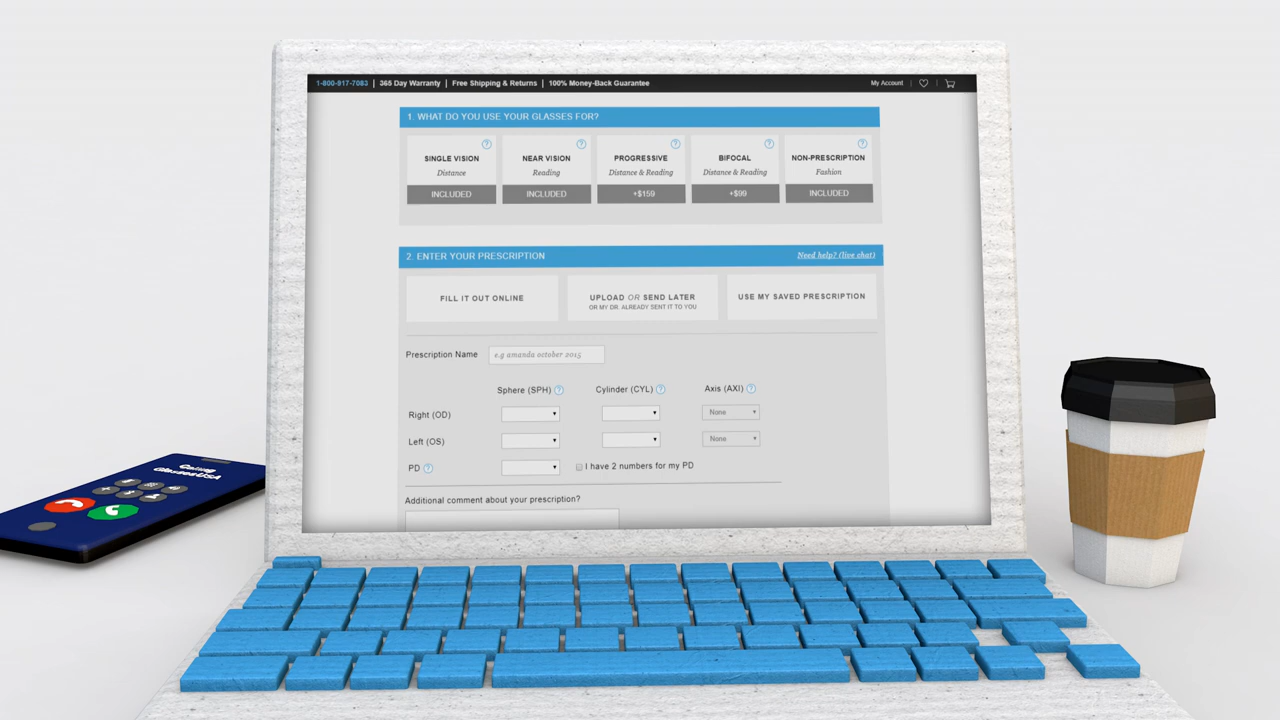 1-800-917-7083 | 365 Day Warranty | Free Shipping & Returns | 100% Money-Back Guarantee
My Account
1. WHAT DO YOU USE YOUR GLASSES FOR?
SINGLE VISION
Distance
INCLUDED
NEAR VISION
Reading
INCLUDED
PROGRESSIVE
Distance & Reading
+$159
BIFOCAL
Distance & Reading
+$99
NON-PRESCRIPTION
Fashion
INCLUDED
2. ENTER YOUR PRESCRIPTION
Need help? (live chat)
FILL IT OUT ONLINE
UPLOAD OR SEND LATER
OR MY DR. ALREADY SENT IT TO YOU
USE MY SAVED PRESCRIPTION
Prescription Name
e.g amanda october 2015
Sphere (SPH) ?
Cylinder (CYL) ?
Axis (AXI) ?
Right (OD)
None
Left (OS)
None
PD ?
I have 2 numbers for my PD
Additional comment about your prescription?
Calling
GlassesUSA